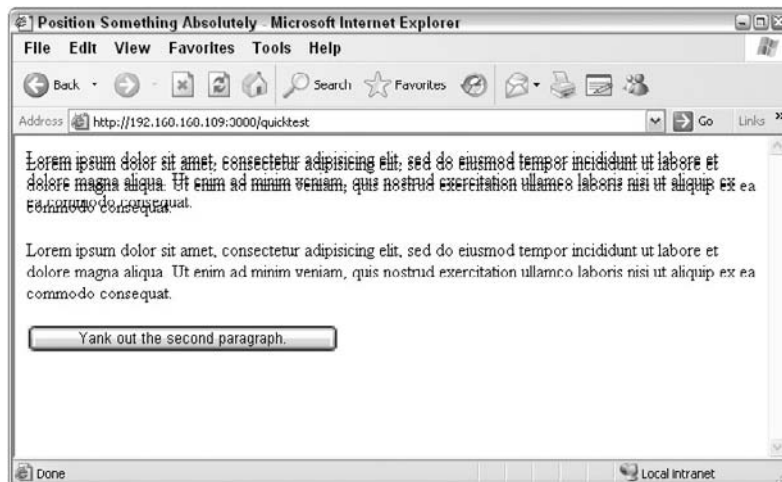 Position Something Absolutely - Microsoft Internet Explorer
File Edit View Favorites Tools Help
Back Search Favorites
Address http://192.160.160.109:3000/quicktest Go Links »
Lorem ipsum dolor sit amet, consectetur adipisicing elit, sed do eiusmod tempor incididunt ut labore et
dolore magna aliqua. Ut enim ad minim veniam, quis nostrud exercitation ullamco laboris nisi ut aliquip ex ea
commodo consequat.
Lorem ipsum dolor sit amet, consectetur adipisicing elit, sed do eiusmod tempor incididunt ut labore et
dolore magna aliqua. Ut enim ad minim veniam, quis nostrud exercitation ullamco laboris nisi ut aliquip ex ea
commodo consequat.
Yank out the second paragraph.
Done Local intranet